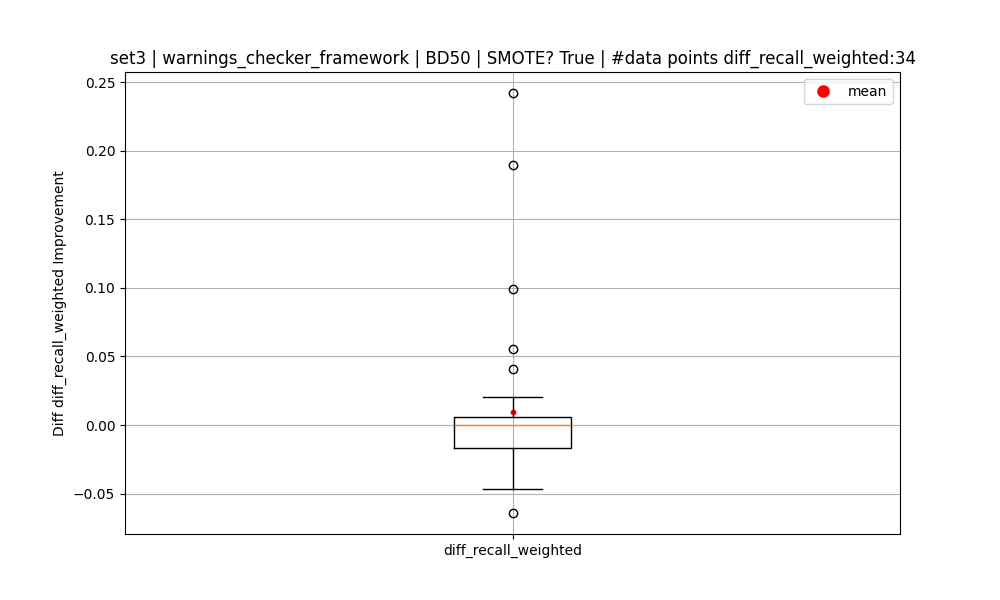 set3 | warnings_checker_framework | BD50 | SMOTE? True | #data points diff_recall_weighted:34
mean
0.25
0.20
0.15
0.10
0.05
0.00
−0.05
Diff diff_recall_weighted Improvement
diff_recall_weighted